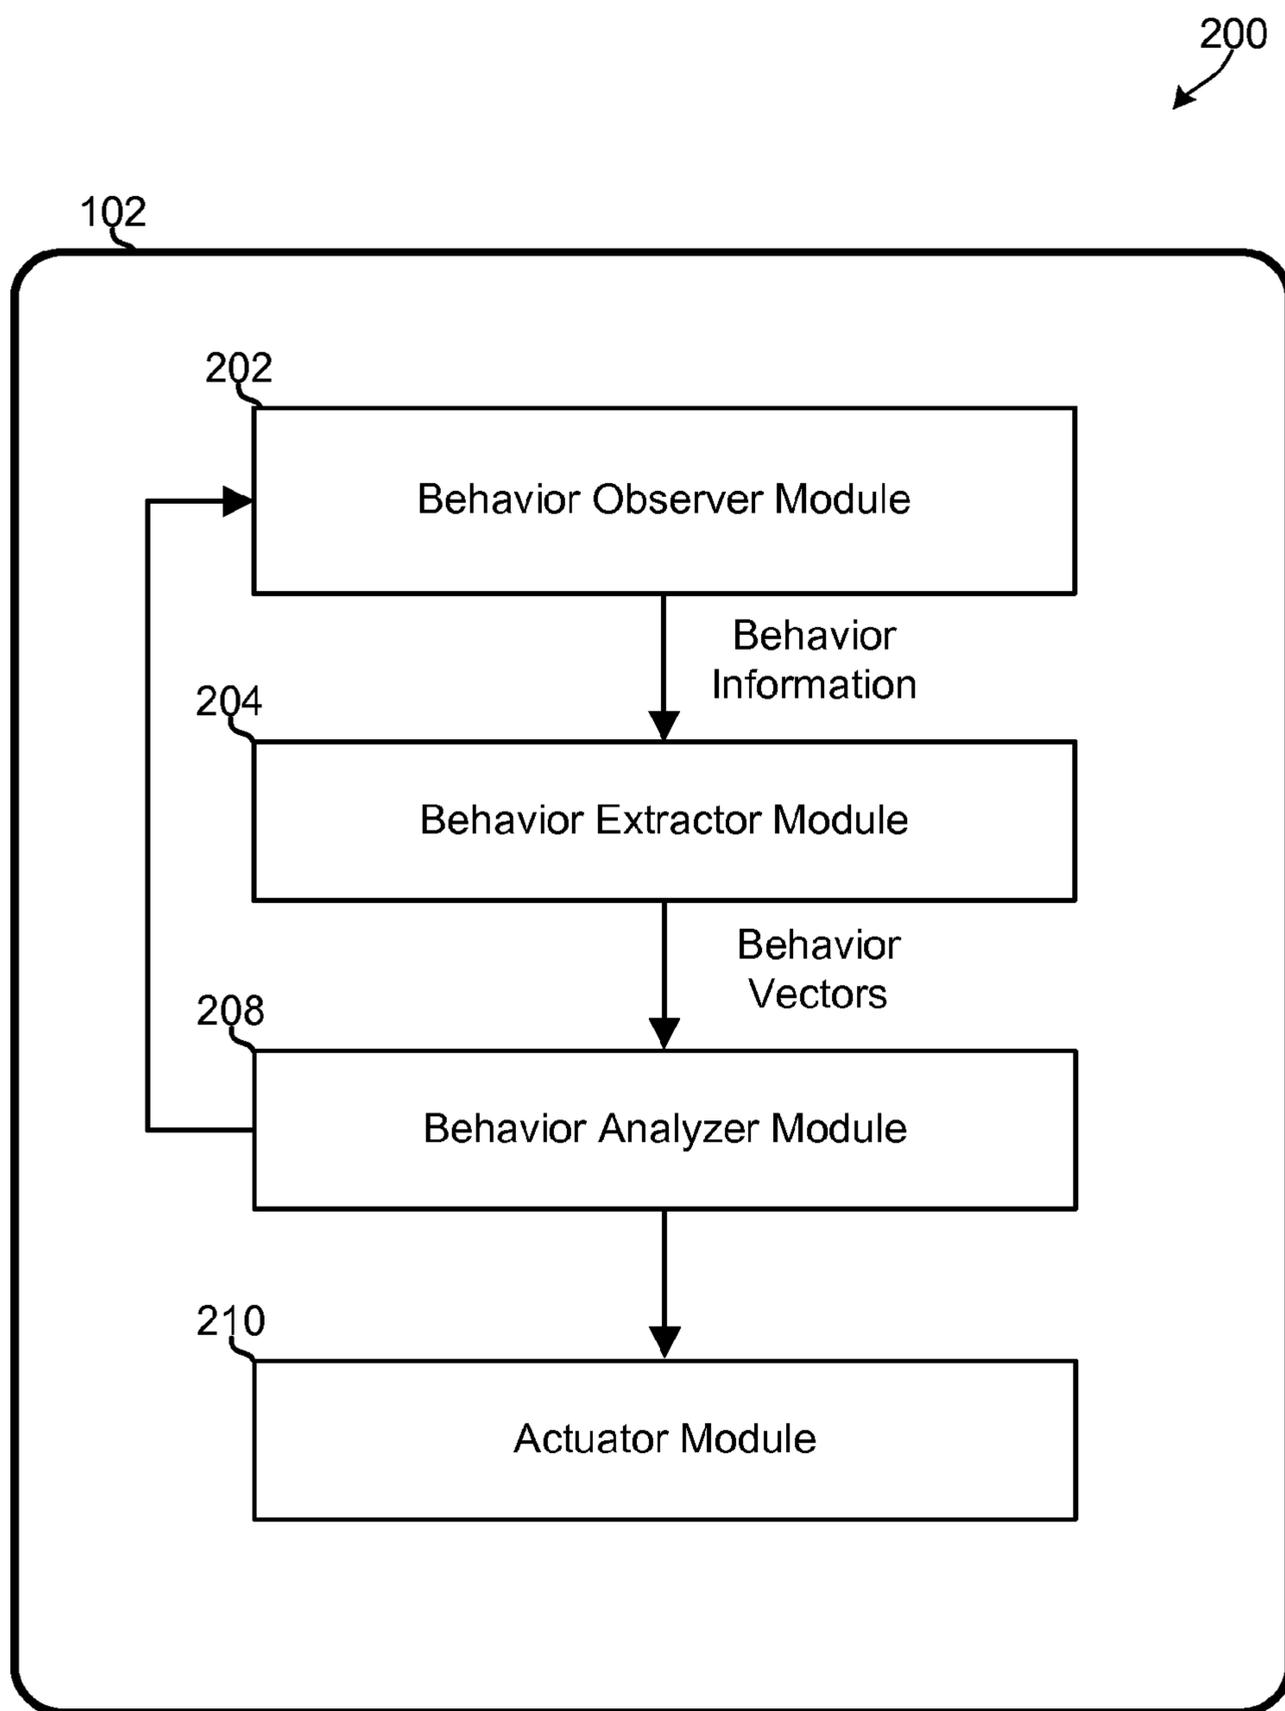 200
102
202
Behavior Observer Module
Behavior
Information
204
Behavior Extractor Module
Behavior
Vectors
208
Behavior Analyzer Module
210
Actuator Module